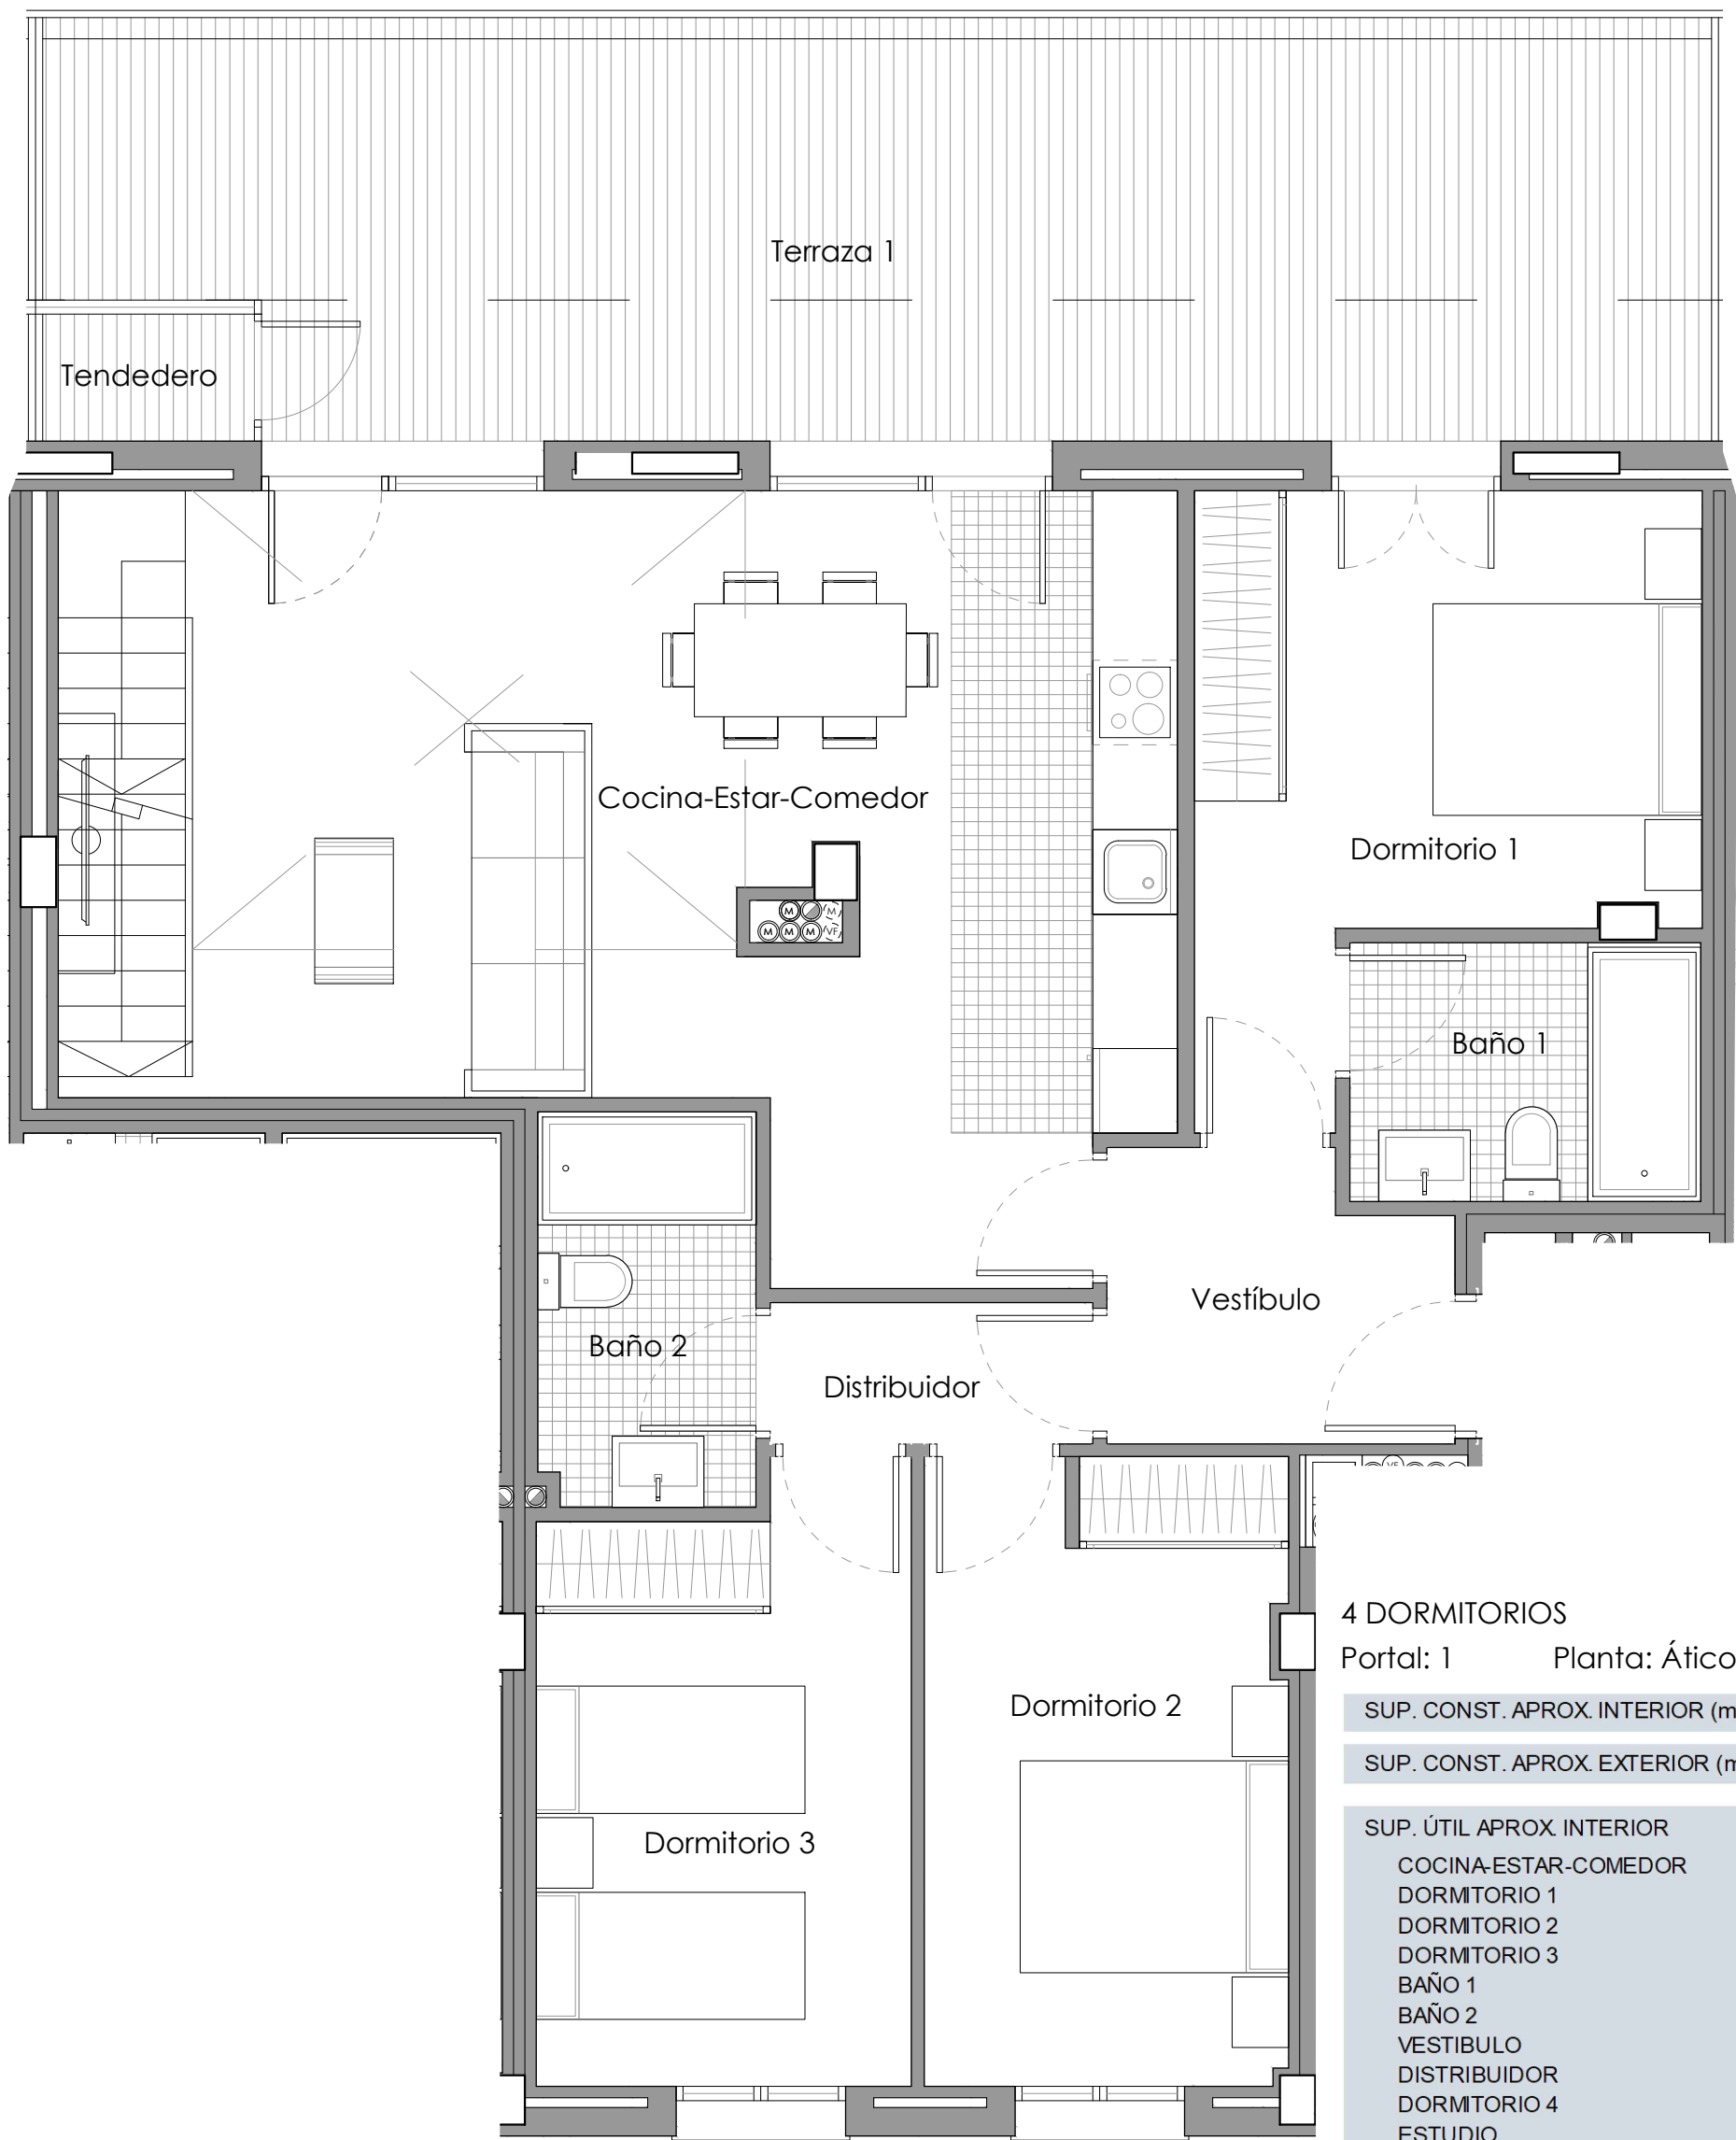 Terraza 1
Tendedero
Cocina-Estar-Comedor
Dormitorio 1
M
M
M
M
M
VF
Baño 1
Vestíbulo
Baño 2
Distribuidor
VF
4 DORMITORIOS
Portal: 1 Planta: Ático
Dormitorio 2
SUP. CONST. APROX. INTERIOR (m
SUP. CONST. APROX. EXTERIOR (m
Dormitorio 3
SUP. ÚTIL APROX. INTERIOR
COCINA-ESTAR-COMEDOR
DORMITORIO 1
DORMITORIO 2
DORMITORIO 3
BAÑO 1
BAÑO 2
VESTIBULO
DISTRIBUIDOR
DORMITORIO 4
ESTUDIO